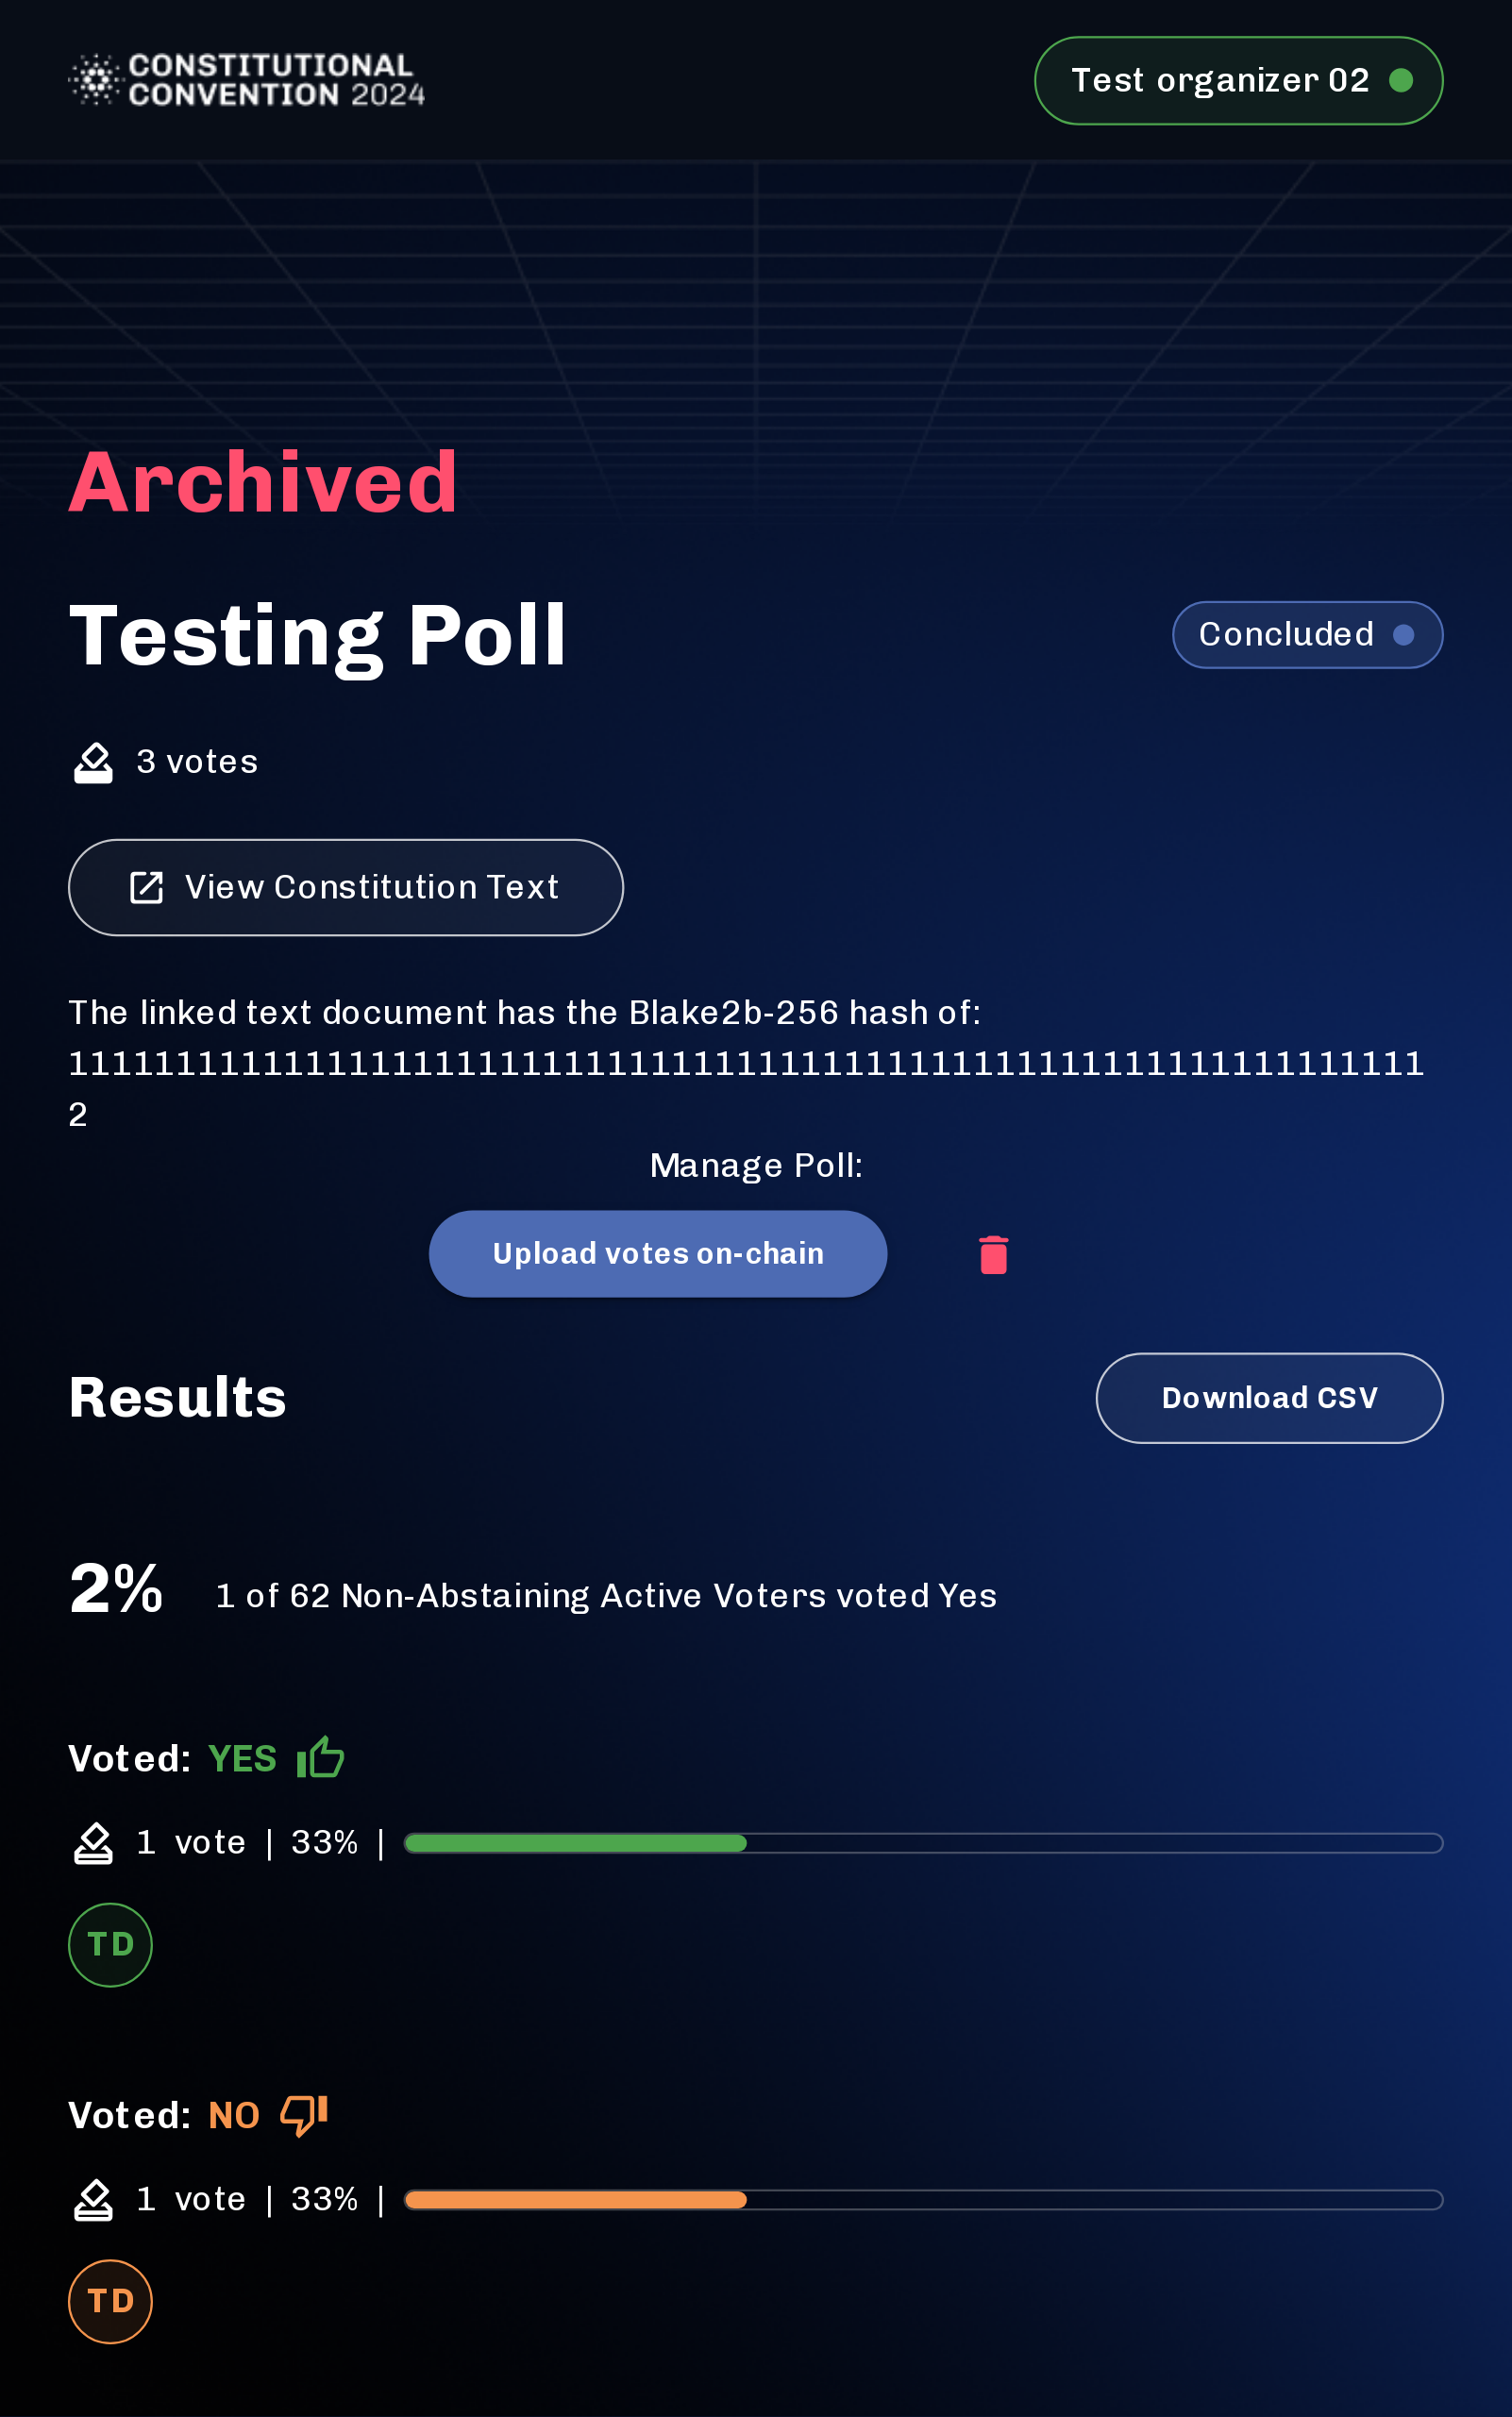 CONSTITUTIONAL
CONVENTION 2024
Test organizer 02
Archived
Testing Poll
Concluded
3 votes
View Constitution Text
The linked text document has the Blake2b-256 hash of:
111111111111111111111111111111111111111111111111111111111111111
2
Manage Poll:
Upload votes on-chain
Results
Download CSV
2%
1 of 62 Non-Abstaining Active Voters voted Yes
Voted: YES
1 vote | 33% |
TD
Voted: NO
1 vote | 33% |
TD